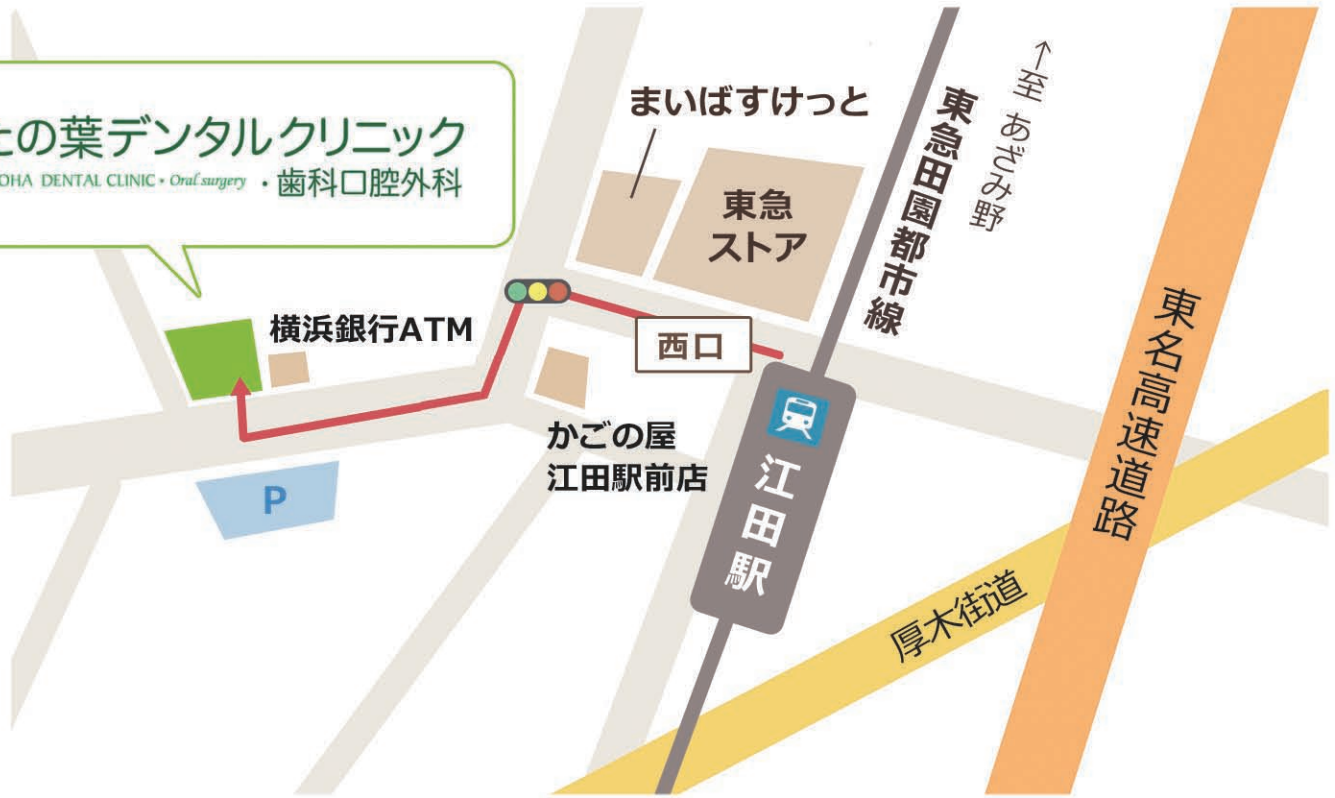 の葉デンタルクリニック
OHA DENTAL CLINIC・Oral surgery ・歯科口腔外科
まいばすけっと
東急
ストア
東急田園都市線
↑至 あざみ野
横浜銀行ATM
西口
かごの屋
江田駅前店
P
江田駅
東名高速道路
厚木街道